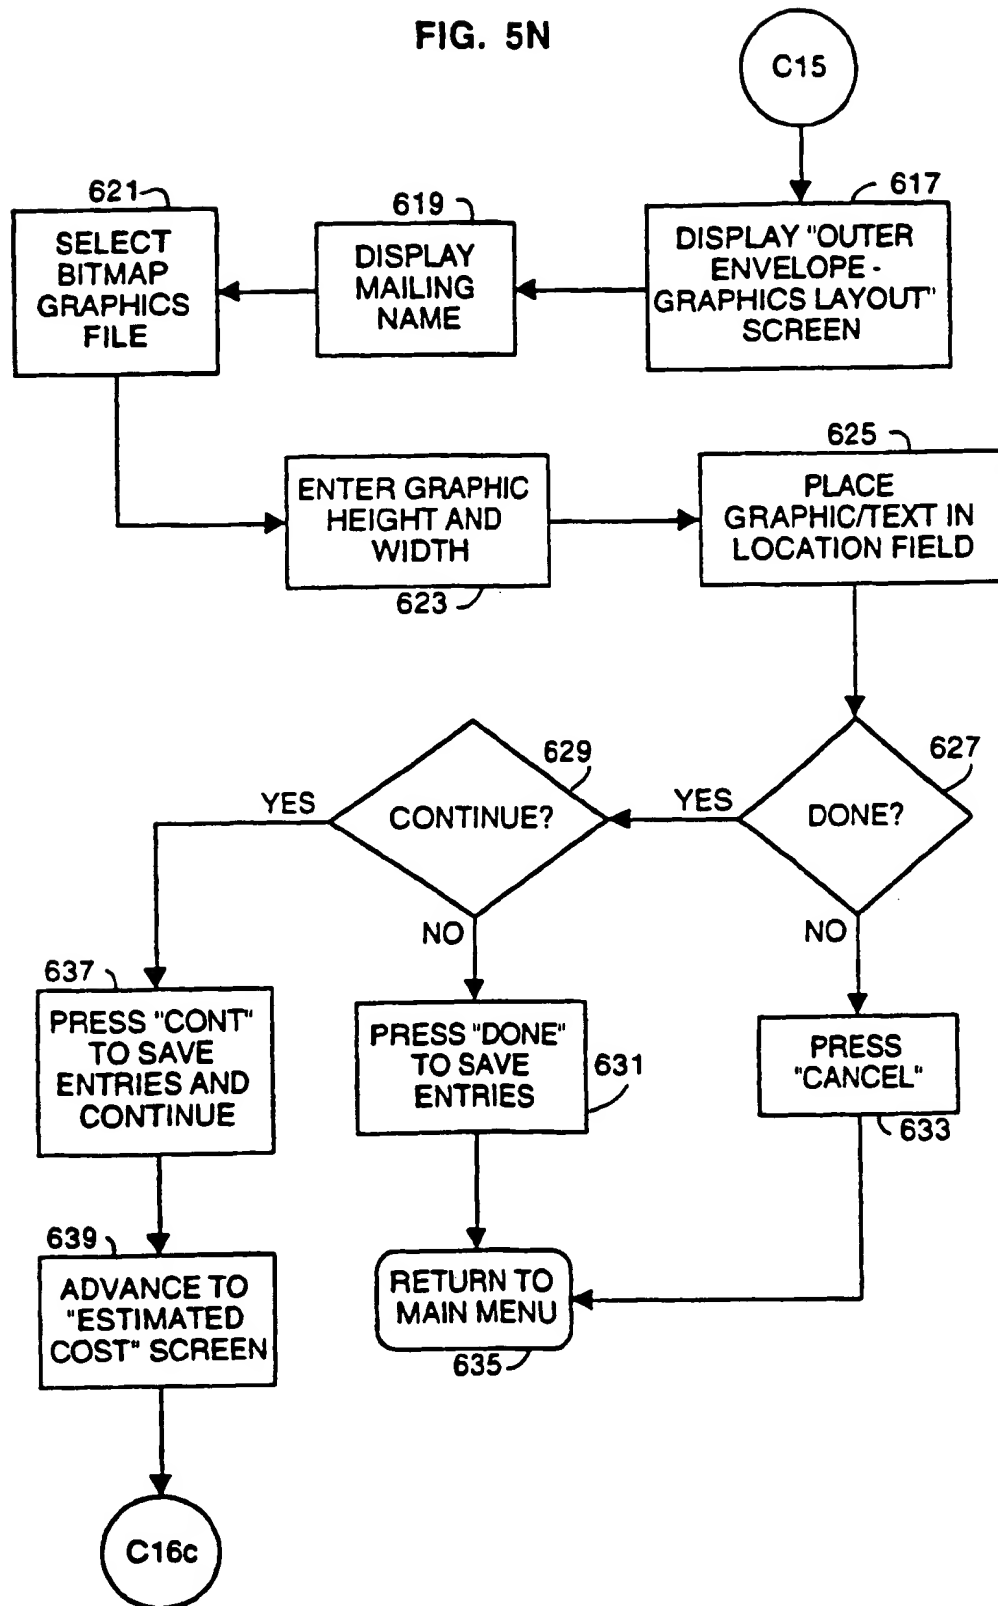 FIG. 5N
C15
617
DISPLAY "OUTER
ENVELOPE -
GRAPHICS LAYOUT"
SCREEN
619
DISPLAY
MAILING
NAME
621
SELECT
BITMAP
GRAPHICS
FILE
ENTER GRAPHIC
HEIGHT AND
WIDTH
623
625
PLACE
GRAPHIC/TEXT IN
LOCATION FIELD
627
DONE?
YES
NO
629
CONTINUE?
YES
NO
637
PRESS "CONT"
TO SAVE
ENTRIES AND
CONTINUE
PRESS "DONE"
TO SAVE
ENTRIES
631
PRESS
"CANCEL"
633
639
ADVANCE TO
"ESTIMATED
COST" SCREEN
RETURN TO
MAIN MENU
635
C16c